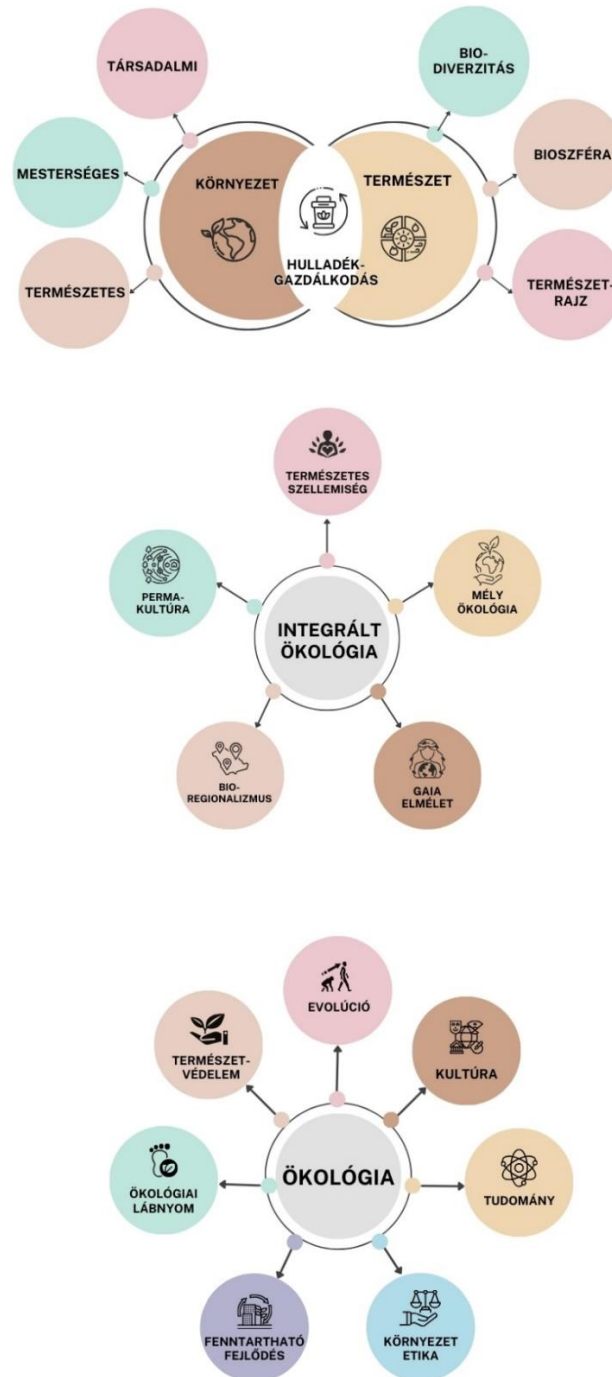 TÁRSADALMI
BIO-
DIVERZITÁS
MESTERSÉGES
KÖRNYEZET
TERMÉSZET
BIOSZFÉRA
HULLADÉK-
GAZDÁLKODÁS
TERMÉSZETES
TERMÉSZET-
RAJZ
TERMÉSZETES
SZELLEMISÉG
PERMA-
KULTÚRA
MÉLY
ÖKOLÓGIA
INTEGRÁLT
ÖKOLÓGIA
BIO-
REGIONALIZMUS
GAIA
ELMÉLET
EVOLÚCIÓ
TERMÉSZET-
VÉDELEM
KULTÚRA
ÖKOLÓGIAI
LÁBNYOM
ÖKOLÓGIA
TUDOMÁNY
FENNTARTHATÓ
FEJLŐDÉS
KÖRNYEZET
ETIKA